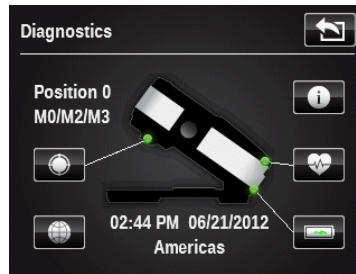 Diagnostics
Position 0
M0/M2/M3
02:44 PM 06/21/2012
Americas